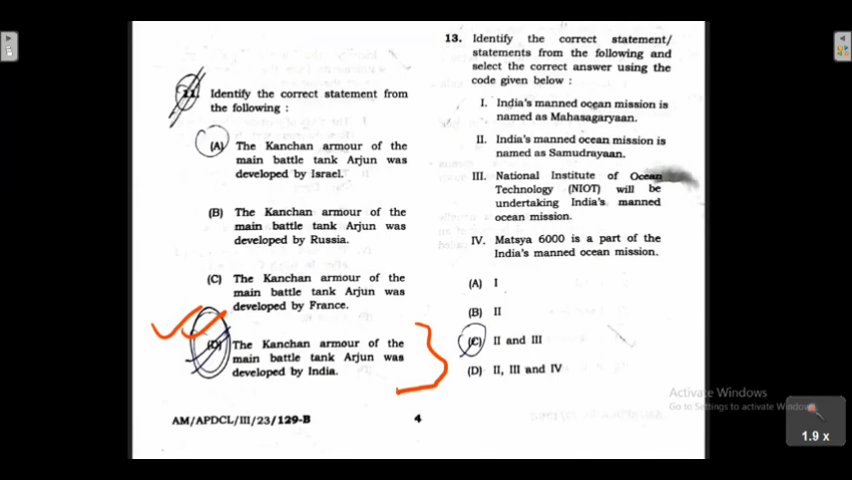 11. Identify the correct statement from
the following :
(A) The Kanchan armour of the
main battle tank Arjun was
developed by Israel.
(B) The Kanchan armour of the
main battle tank Arjun was
developed by Russia.
(C) The Kanchan armour of the
main battle tank Arjun was
developed by France.
(D) The Kanchan armour of the
main battle tank Arjun was
developed by India.
13. Identify the correct statement/
statements from the following and
select the correct answer using the
code given below :
I. India's manned ocean mission is
named as Mahasagaryaan.
II. India's manned ocean mission is
named as Samudrayaan.
III. National Institute of Ocean
Technology (NIOT) will be
undertaking India's manned
ocean mission.
IV. Matsya 6000 is a part of the
India's manned ocean mission.
(A) I
(B) II
(C) II and III
(D) II, III and IV
AM/APDCL/III/23/129-B
4
Activate Windows
Go to Settings to activate Windows.
1.9 x